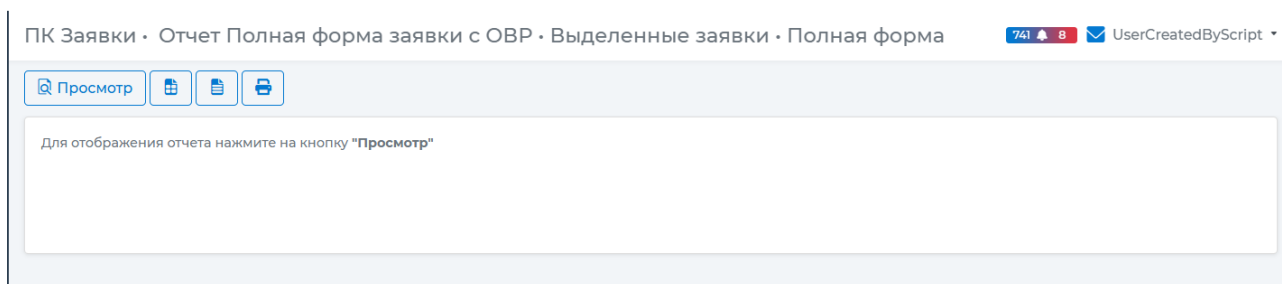 ПК Заявки • Отчет Полная форма заявки с ОВР • Выделенные заявки • Полная форма 741 8 UserCreatedByScript
Просмотр
Для отображения отчета нажмите на кнопку "Просмотр"